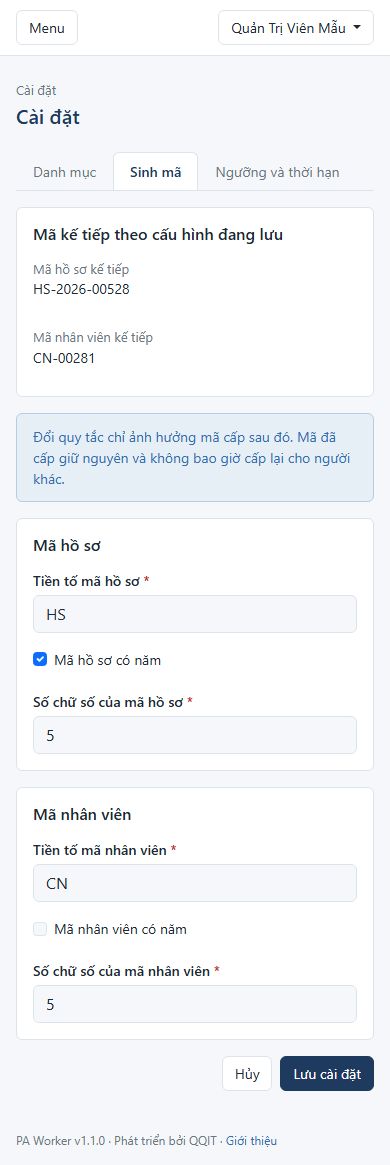 Menu
Quản Trị Viên Mẫu
Cài đặt
Cài đặt
Danh mục
Sinh mã
Ngưỡng và thời hạn
Mã kế tiếp theo cấu hình đang lưu
Mã hồ sơ kế tiếp
HS-2026-00528
Mã nhân viên kế tiếp
CN-00281
Đổi quy tắc chỉ ảnh hưởng mã cấp sau đó. Mã đã
cấp giữ nguyên và không bao giờ cấp lại cho người
khác.
Mã hồ sơ
Tiền tố mã hồ sơ *
HS
Mã hồ sơ có năm
Số chữ số của mã hồ sơ *
5
Mã nhân viên
Tiền tố mã nhân viên *
CN
Mã nhân viên có năm
Số chữ số của mã nhân viên *
5
Hủy
Lưu cài đặt
PA Worker v1.1.0 · Phát triển bởi QQIT · Giới thiệu